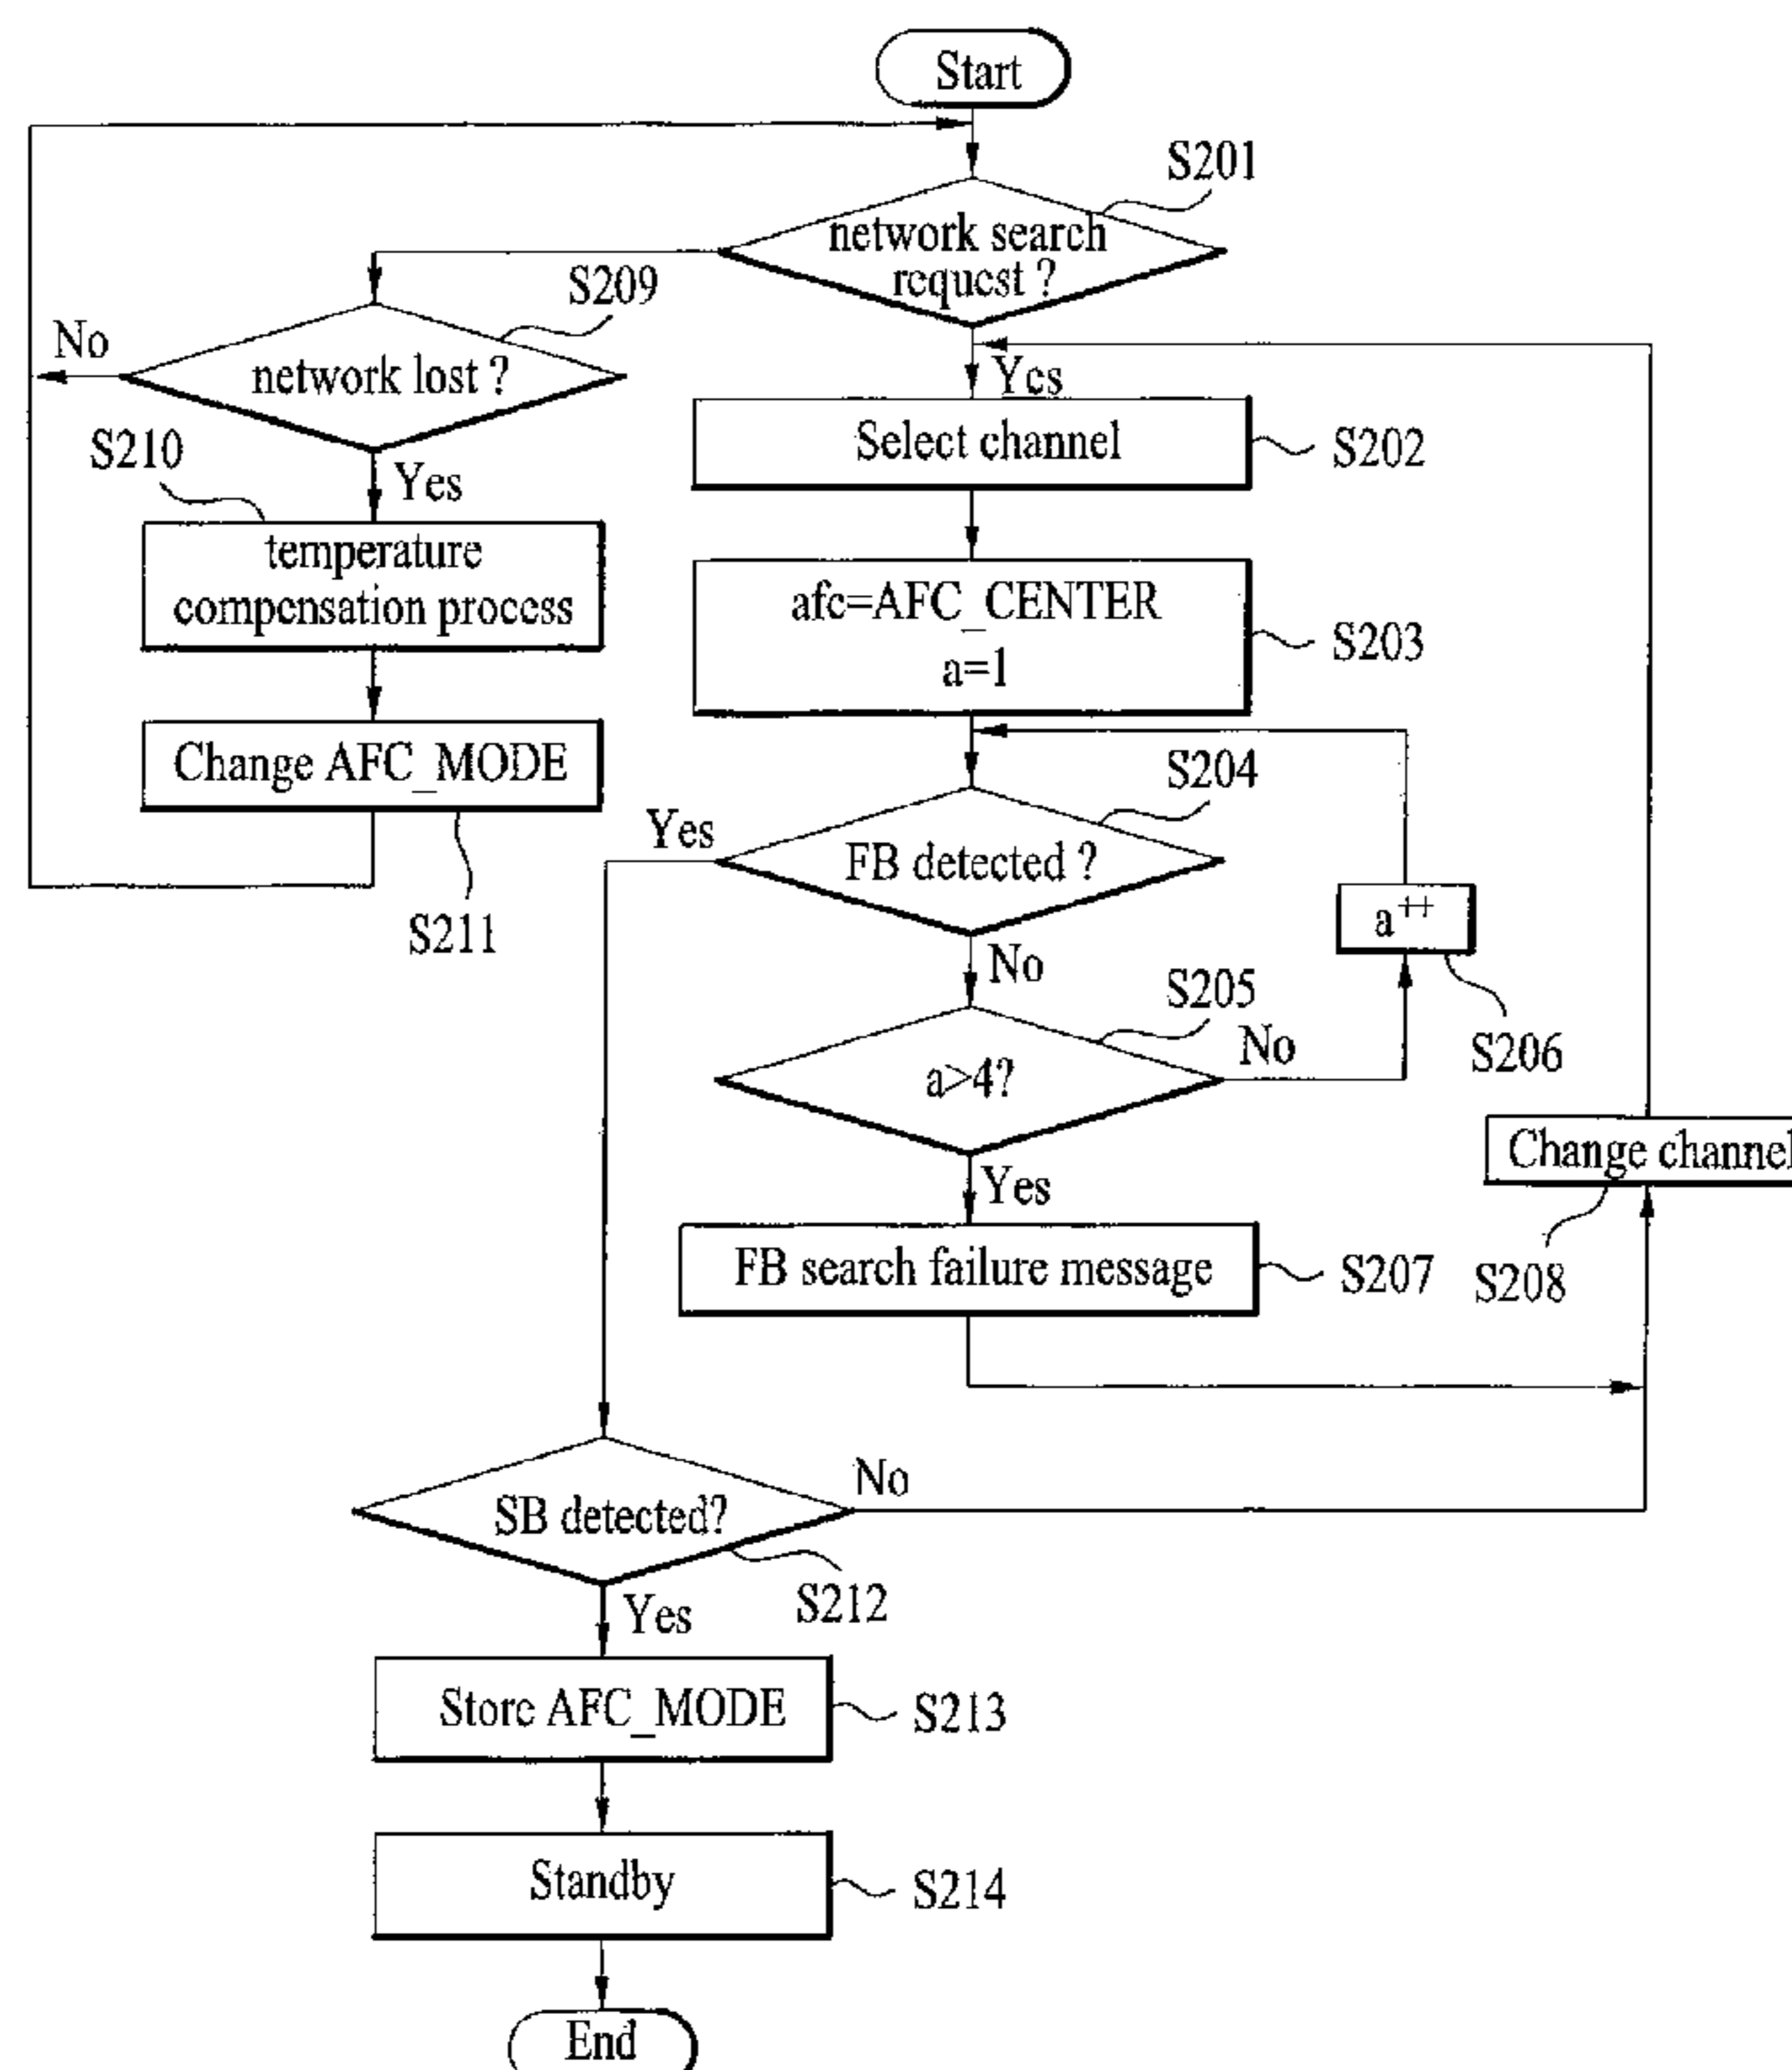 Start
S201
network search
request ?
S209
No
network lost ?
Yes
Select channel
S202
S210
Yes
temperature
compensation process
afc=AFC_CENTER
a=1
S203
Change AFC_MODE
S211
S204
Yes
FB detected ?
a++
S206
No
S205
a>4?
No
Yes
Change channel
S208
FB search failure message
S207
SB detected?
No
S212
Yes
Store AFC_MODE
S213
Standby
S214
End